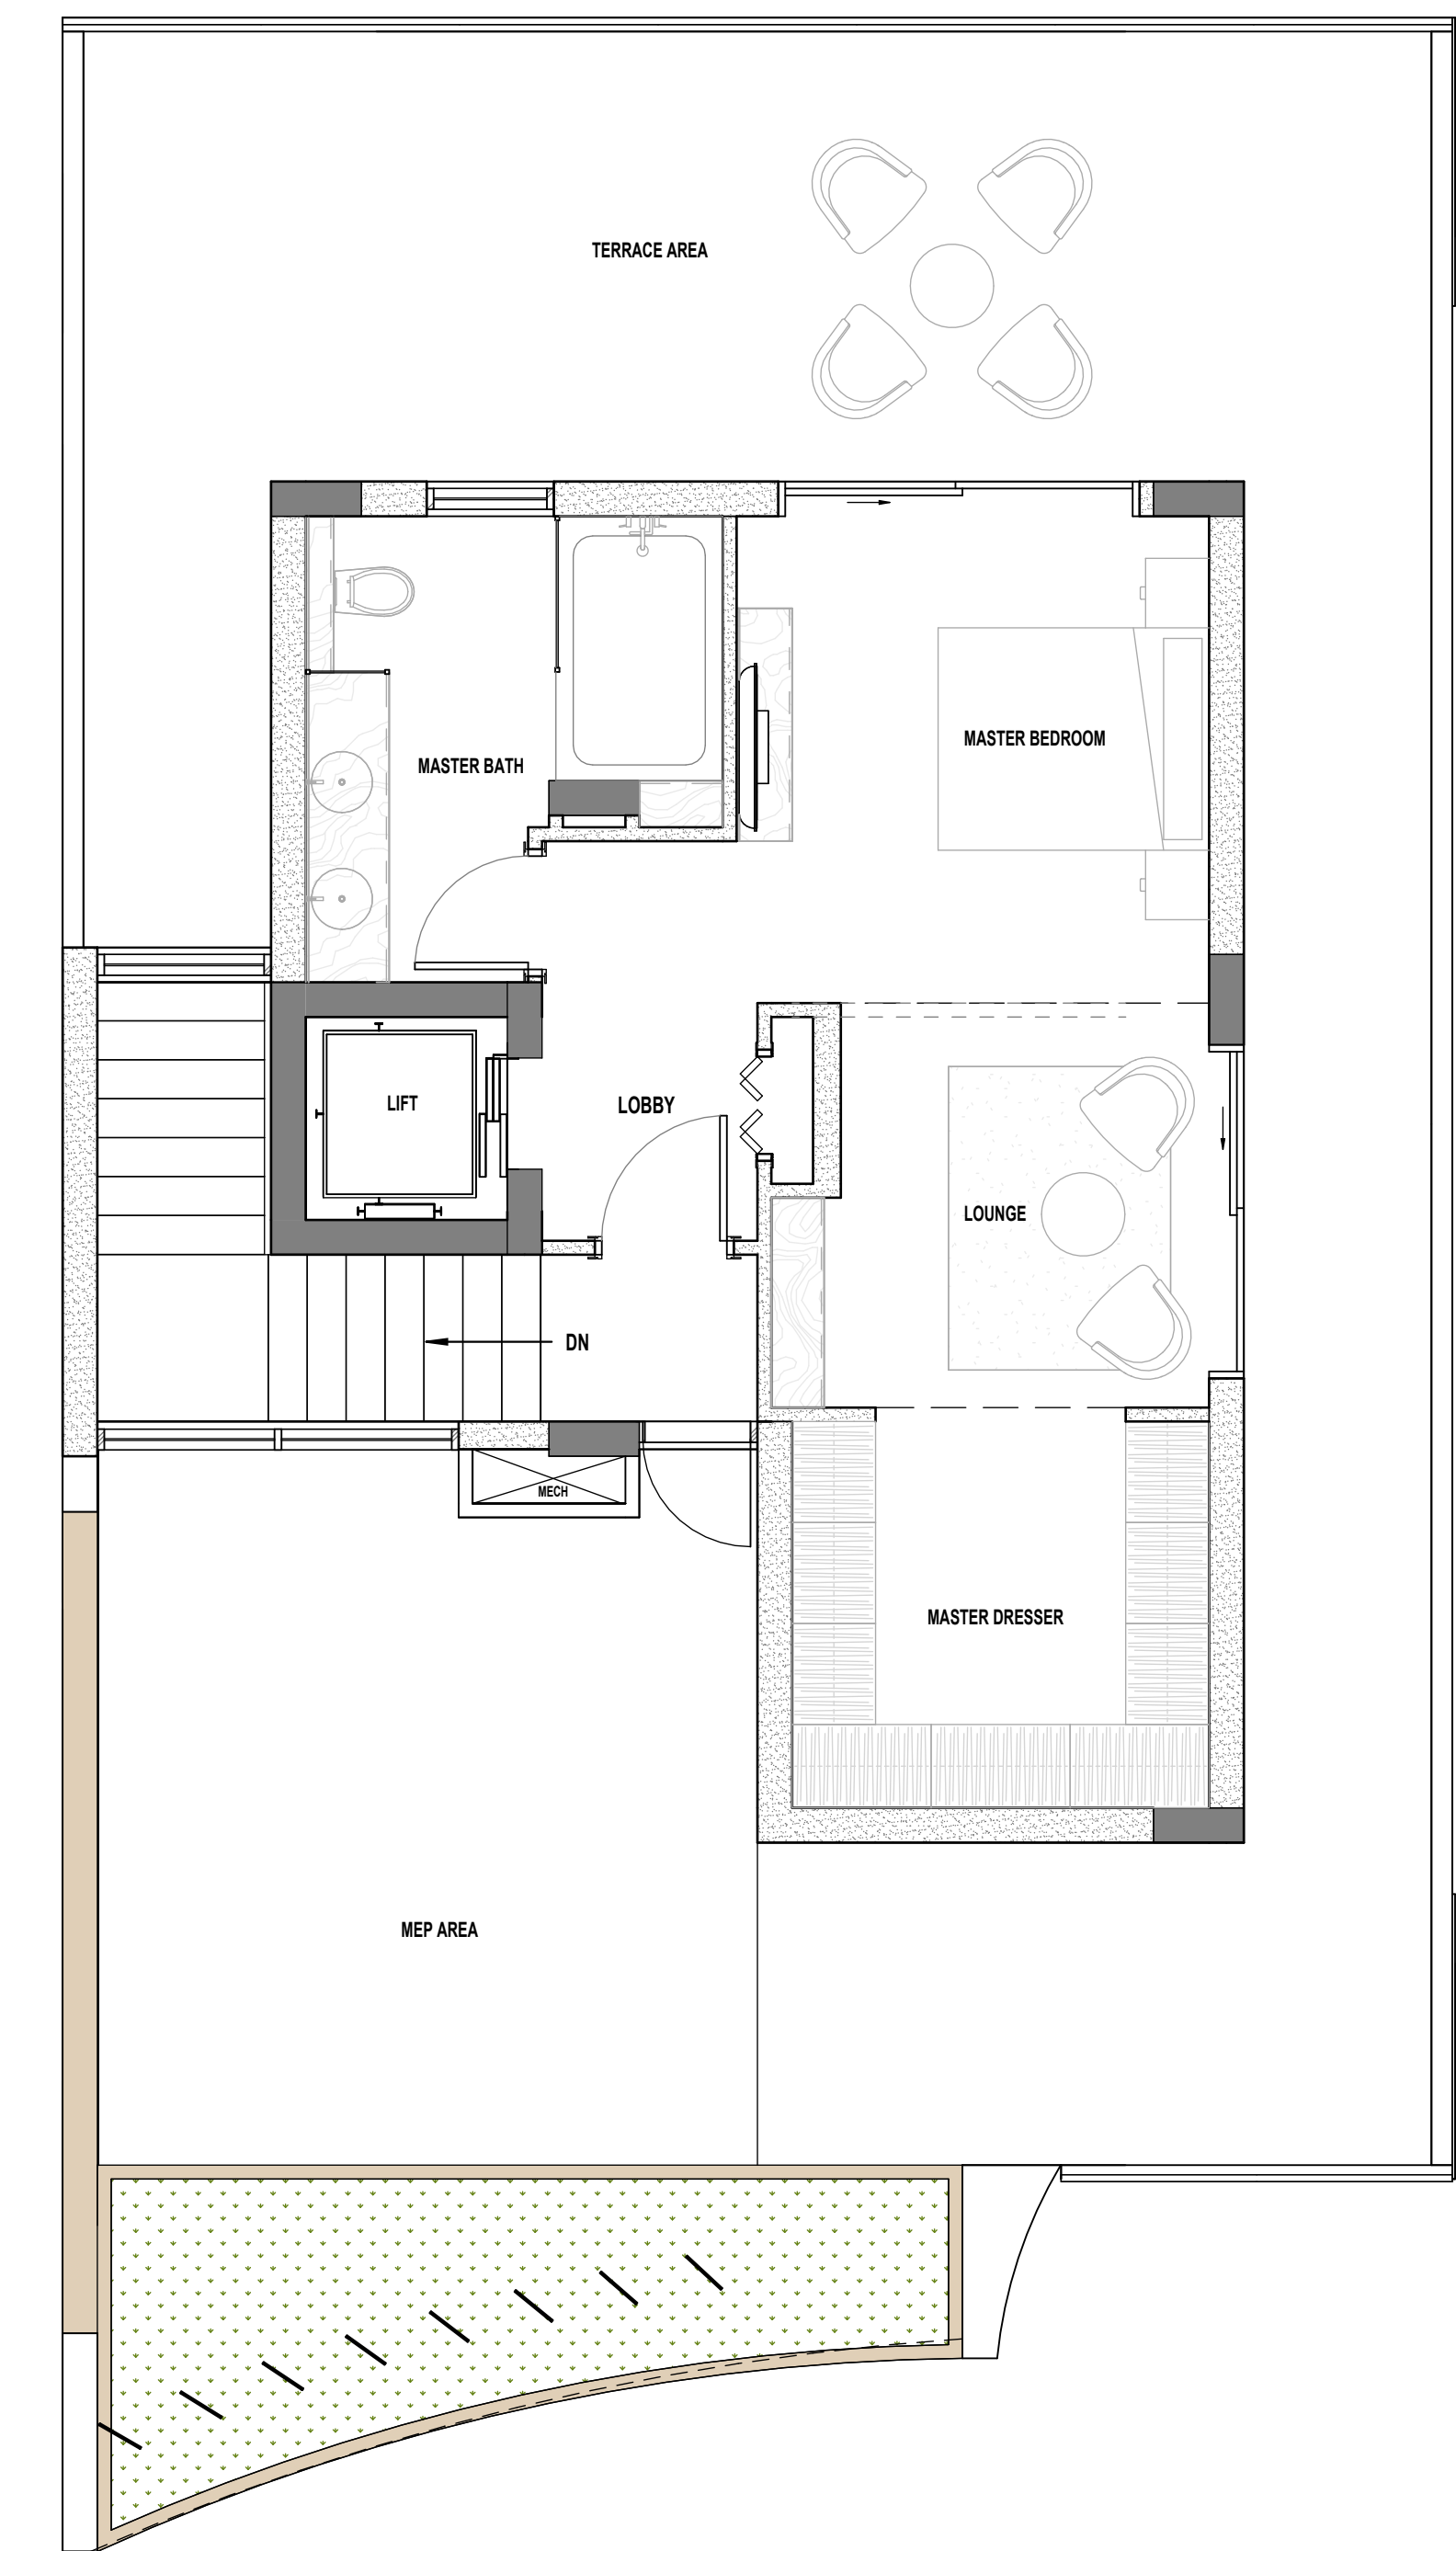 TERRACE AREA
MASTER BEDROOM
MASTER BATH
LIFT
LOBBY
LOUNGE
DN
MECH
MASTER DRESSER
MEP AREA